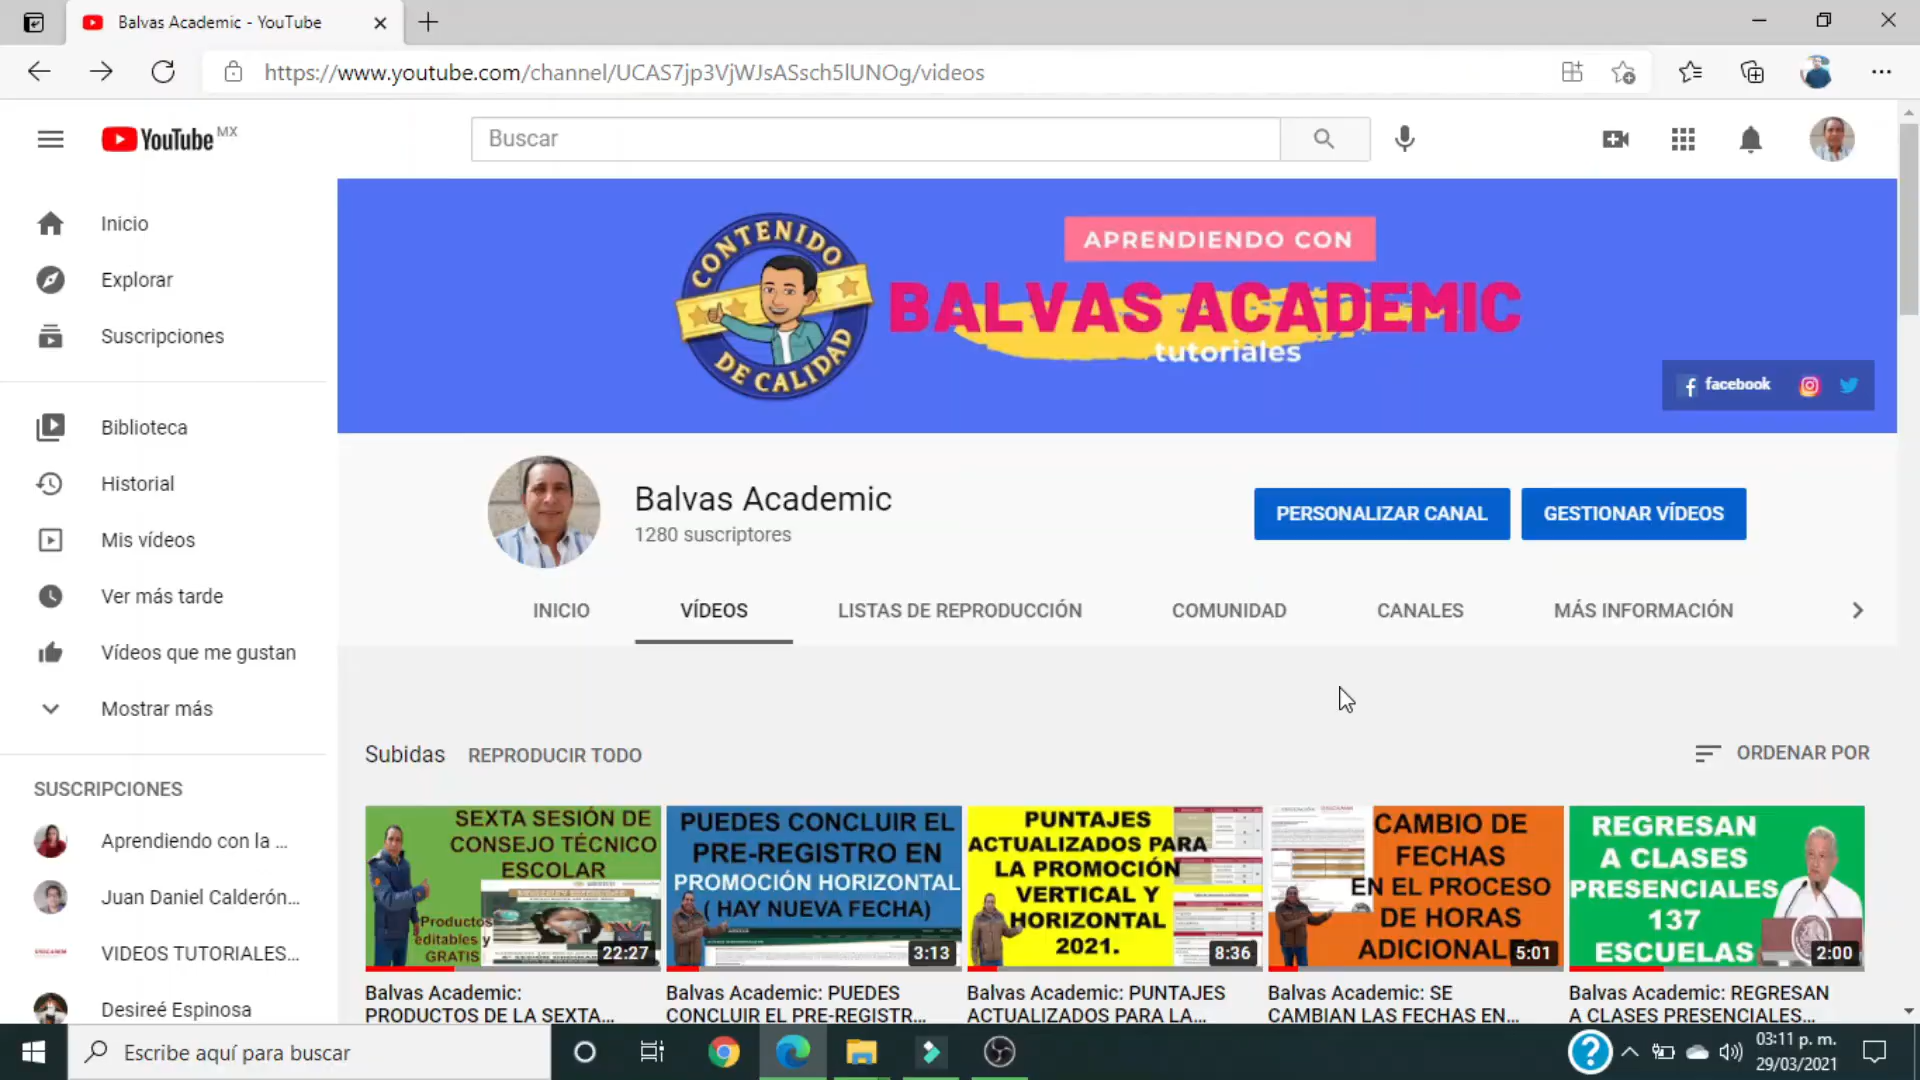 Balvas Academic - YouTube
https://www.youtube.com/channel/UCAS7jp3VjWJsASsch5lUNOg/videos
YouTube MX
Buscar
Inicio
Explorar
Suscripciones
Biblioteca
Historial
Mis vídeos
Ver más tarde
Vídeos que me gustan
Mostrar más
SUSCRIPCIONES
Aprendiendo con la ...
Juan Daniel Calderón...
VIDEOS TUTORIALES...
Desireé Espinosa
CONTENIDO
DE CALIDAD
APRENDIENDO CON
BALVAS ACADEMIC
tutoriales
facebook
Balvas Academic
1280 suscriptores
PERSONALIZAR CANAL
GESTIONAR VÍDEOS
INICIO
VÍDEOS
LISTAS DE REPRODUCCIÓN
COMUNIDAD
CANALES
MÁS INFORMACIÓN
Subidas
REPRODUCIR TODO
ORDENAR POR
SEXTA SESIÓN DE
CONSEJO TÉCNICO
ESCOLAR
Productos
editables y
GRATIS
22:27
Balvas Academic:
PRODUCTOS DE LA SEXTA...
PUEDES CONCLUIR EL
PRE-REGISTRO EN
PROMOCIÓN HORIZONTAL
( HAY NUEVA FECHA)
3:13
Balvas Academic: PUEDES
CONCLUIR EL PRE-REGISTR...
PUNTAJES
ACTUALIZADOS PARA
LA PROMOCIÓN
VERTICAL Y
HORIZONTAL
2021.
8:36
Balvas Academic: PUNTAJES
ACTUALIZADOS PARA LA...
CAMBIO DE
FECHAS
EN EL PROCESO
DE HORAS
ADICIONAL
5:01
Balvas Academic: SE
CAMBIAN LAS FECHAS EN...
REGRESAN
A CLASES
PRESENCIALES
137
ESCUELAS
2:00
Balvas Academic: REGRESAN
A CLASES PRESENCIALES...
Escribe aquí para buscar
03:11 p. m.
29/03/2021